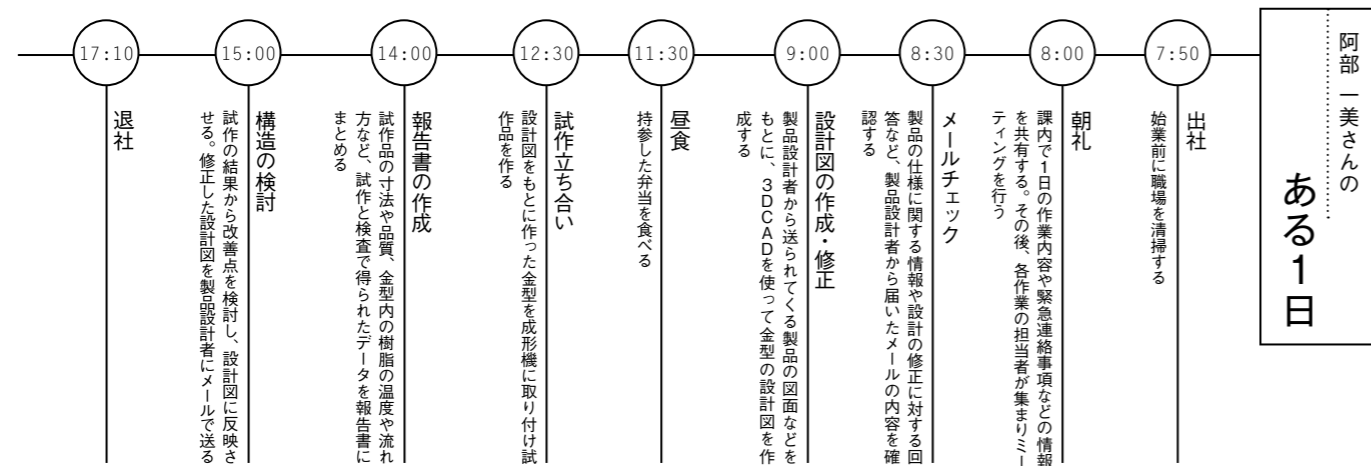 阿部 一美さんの
ある1日
7:50
出社
始業前に職場を清掃する
8:00
朝礼
課内で1日の作業内容や緊急連絡事項などの情報
を共有する。その後、各作業の担当者が集まりミー
ティングを行う
8:30
メールチェック
製品の仕様に関する情報や設計の修正に対する回
答など、製品設計者から届いたメールの内容を確
認する
9:00
設計図の作成・修正
製品設計者から送られてくる製品の図面などを
もとに、3DCADを使って金型の設計図を作
成する
11:30
昼食
持参した弁当を食べる
12:30
試作立ち合い
設計図をもとに作った金型を成形機に取り付け試
作品を作る
14:00
報告書の作成
試作品の寸法や品質、金型内の樹脂の温度や流れ
方など、試作と検査で得られたデータを報告書に
まとめる
15:00
構造の検討
試作の結果から改善点を検討し、設計図に反映さ
せる。修正した設計図を製品設計者にメールで送る
17:10
退社